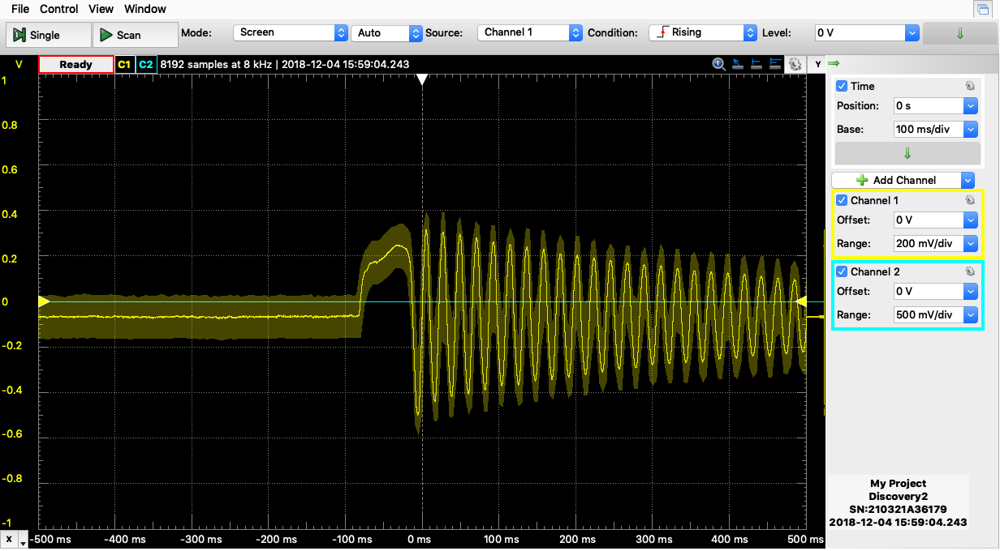 File Control View Window
Single Scan Mode: Screen Auto Source: Channel 1 Condition: Rising Level: 0 V
V Ready C1 C2 8192 samples at 8 kHz | 2018-12-04 15:59:04.243 Y
1
0.8
0.6
0.4
0.2
0
-0.2
-0.4
-0.6
-0.8
-1
X -500 ms -400 ms -300 ms -200 ms -100 ms 0 ms 100 ms 200 ms 300 ms 400 ms 500 ms
Time
Position: 0 s
Base: 100 ms/div
Add Channel
Channel 1
Offset: 0 V
Range: 200 mV/div
Channel 2
Offset: 0 V
Range: 500 mV/div
My Project
Discovery2
SN:210321A36179
2018-12-04 15:59:04.243